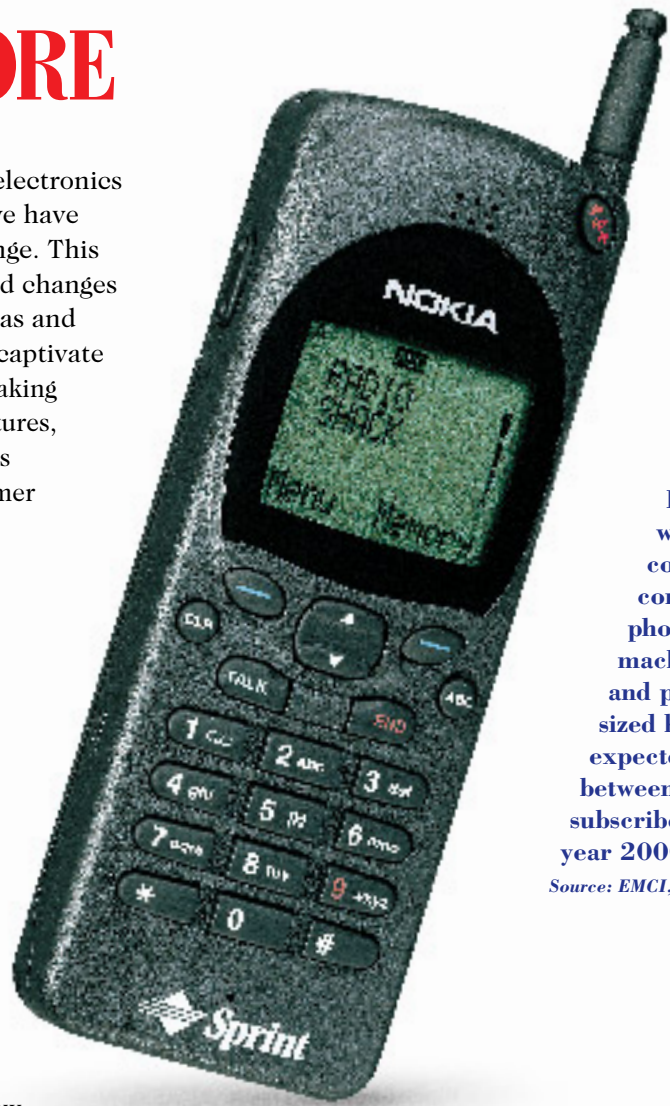 ORE
electronics
ve have
nge. This
d changes
as and
captivate
aking
tures,
s
mer
NOKIA
RADIO
SHACK
Menu Memory
CLR
ABC
TALK
END
1
2 ABC
3 def
4 ghi
5 jkl
6 mno
7 pqrs
8 tuv
9 wxyz
*
0
#
Sprint
w
co
con
pho
mach
and p
sized
expecte
between
subscribe
year 200
Source: EMCI,